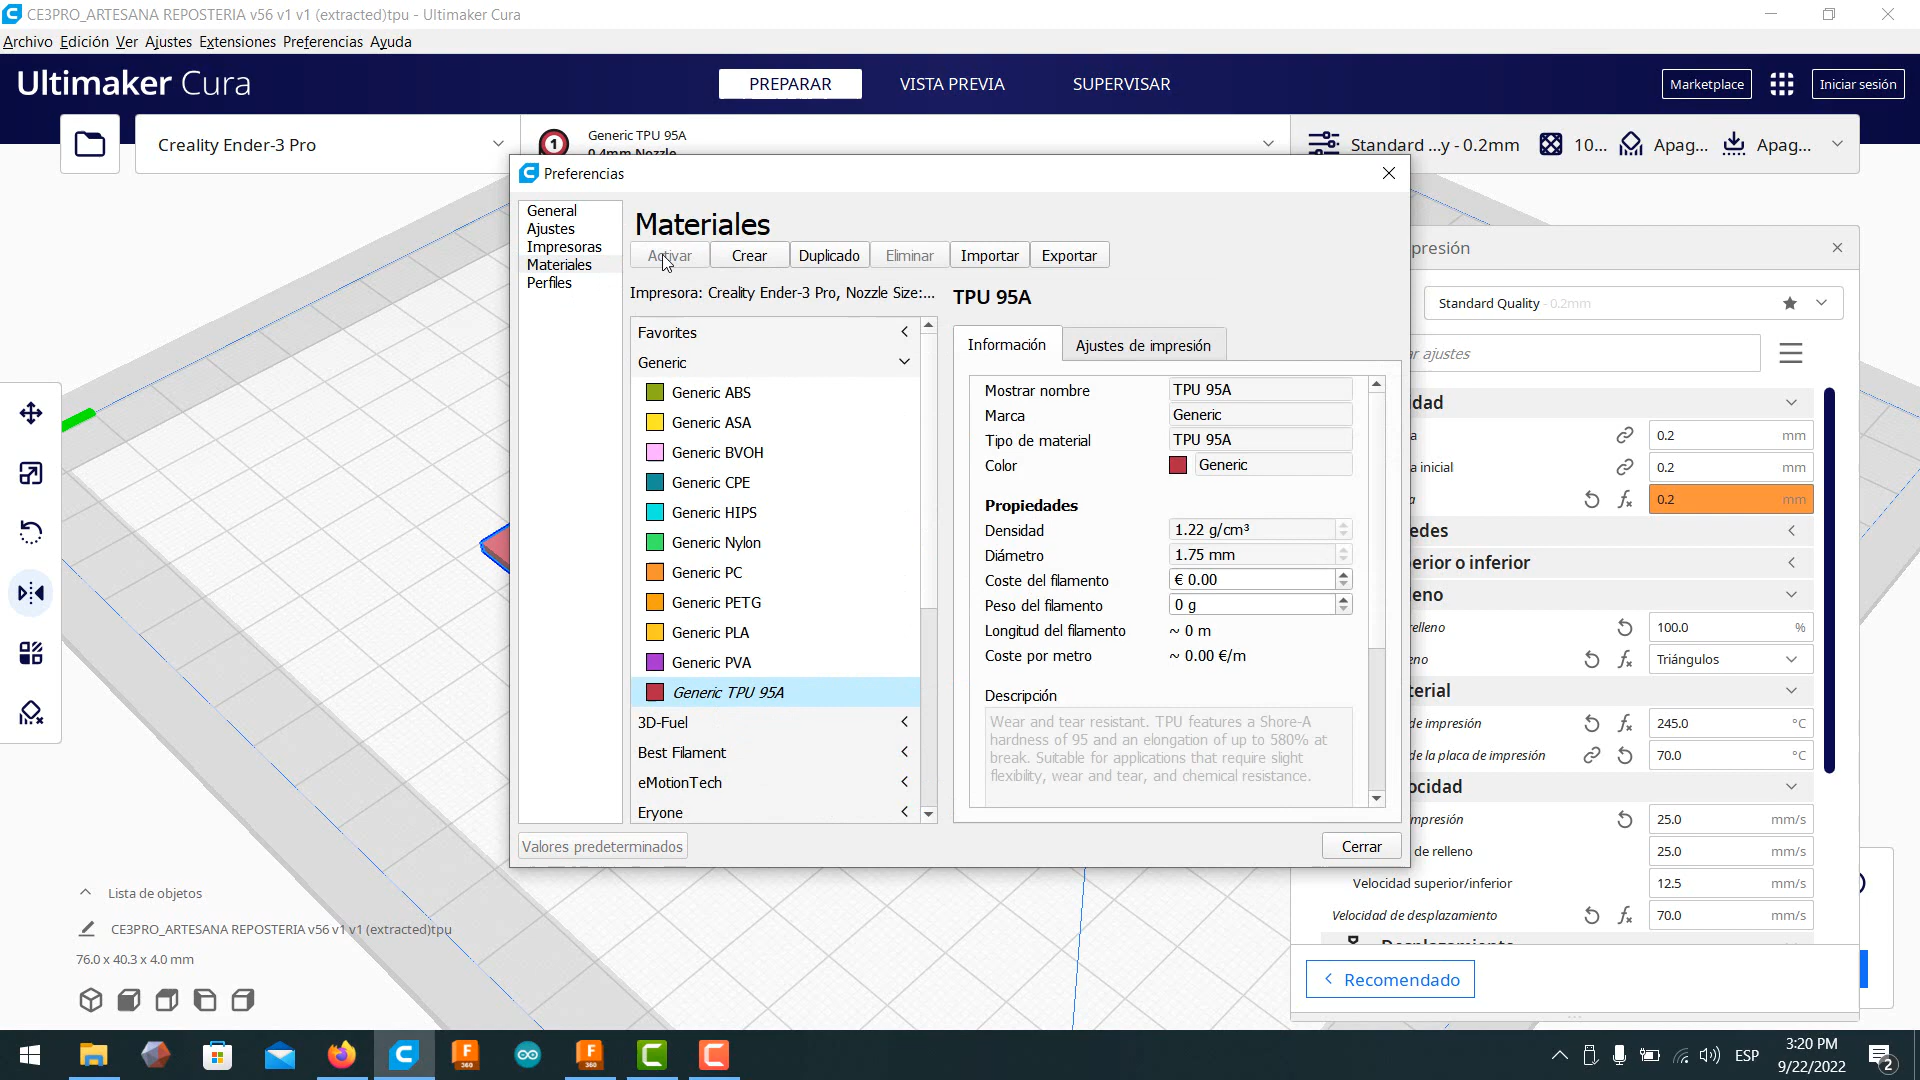 CE3PRO_ARTESANA REPOSTERIA v56 v1 v1 (extracted)tpu - Ultimaker Cura
Archivo Edición Ver Ajustes Extensiones Preferencias Ayuda
Ultimaker Cura
PREPARAR
VISTA PREVIA
SUPERVISAR
Marketplace
Iniciar sesión
Creality Ender-3 Pro
1
Generic TPU 95A
0.4mm Nozzle
Standard ...y - 0.2mm
10...
Apag...
Apag...
Preferencias
General
Ajustes
Impresoras
Materiales
Perfiles
Materiales
Activar
Crear
Duplicado
Eliminar
Importar
Exportar
Impresora: Creality Ender-3 Pro, Nozzle Size:...
Favorites
Generic
Generic ABS
Generic ASA
Generic BVOH
Generic CPE
Generic HIPS
Generic Nylon
Generic PC
Generic PETG
Generic PLA
Generic PVA
Generic TPU 95A
3D-Fuel
Best Filament
eMotionTech
Eryone
TPU 95A
Información
Ajustes de impresión
Mostrar nombre TPU 95A
Marca Generic
Tipo de material TPU 95A
Color Generic
Propiedades
Densidad 1.22 g/cm³
Diámetro 1.75 mm
Coste del filamento € 0.00
Peso del filamento 0 g
Longitud del filamento ~ 0 m
Coste por metro ~ 0.00 €/m
Descripción
Wear and tear resistant. TPU features a Shore-A
hardness of 95 and an elongation of up to 580% at
break. Suitable for applications that require slight
flexibility, wear and tear, and chemical resistance.
Valores predeterminados
Cerrar
presión
Standard Quality - 0.2mm
ar ajustes
dad
a 0.2 mm
a inicial 0.2 mm
a 0.2 mm
edes
erior o inferior
eno
relleno 100.0 %
eno Triángulos
terial
de impresión 245.0 °C
de la placa de impresión 70.0 °C
ocidad
mpresión 25.0 mm/s
de relleno 25.0 mm/s
Velocidad superior/inferior 12.5 mm/s
Velocidad de desplazamiento 70.0 mm/s
Desplazamiento
Recomendado
Lista de objetos
CE3PRO_ARTESANA REPOSTERIA v56 v1 v1 (extracted)tpu
76.0 x 40.3 x 4.0 mm
ESP
3:20 PM
9/22/2022
2